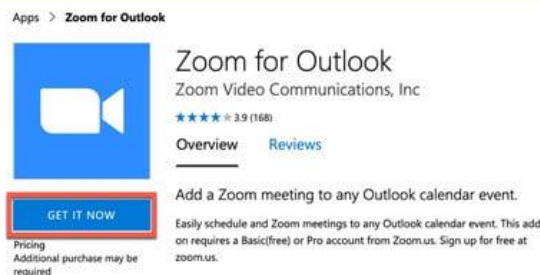 Apps > Zoom for Outlook
Zoom for Outlook
Zoom Video Communications, Inc
3.9 (168)
Overview Reviews
Add a Zoom meeting to any Outlook calendar event.
Easily schedule and Zoom meetings to any Outlook calendar event. This add
on requires a Basic(free) or Pro account from Zoom.us. Sign up for free at
zoom.us.
GET IT NOW
Pricing
Additional purchase may be
required